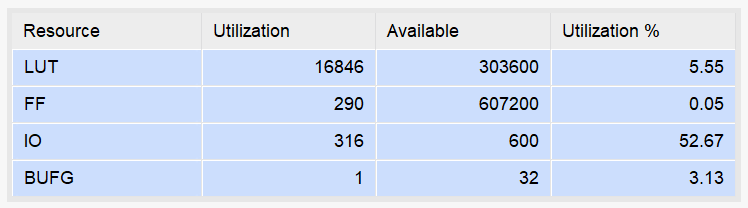 Resource Utilization Available Utilization %
LUT 16846 303600 5.55
FF 290 607200 0.05
IO 316 600 52.67
BUFG 1 32 3.13